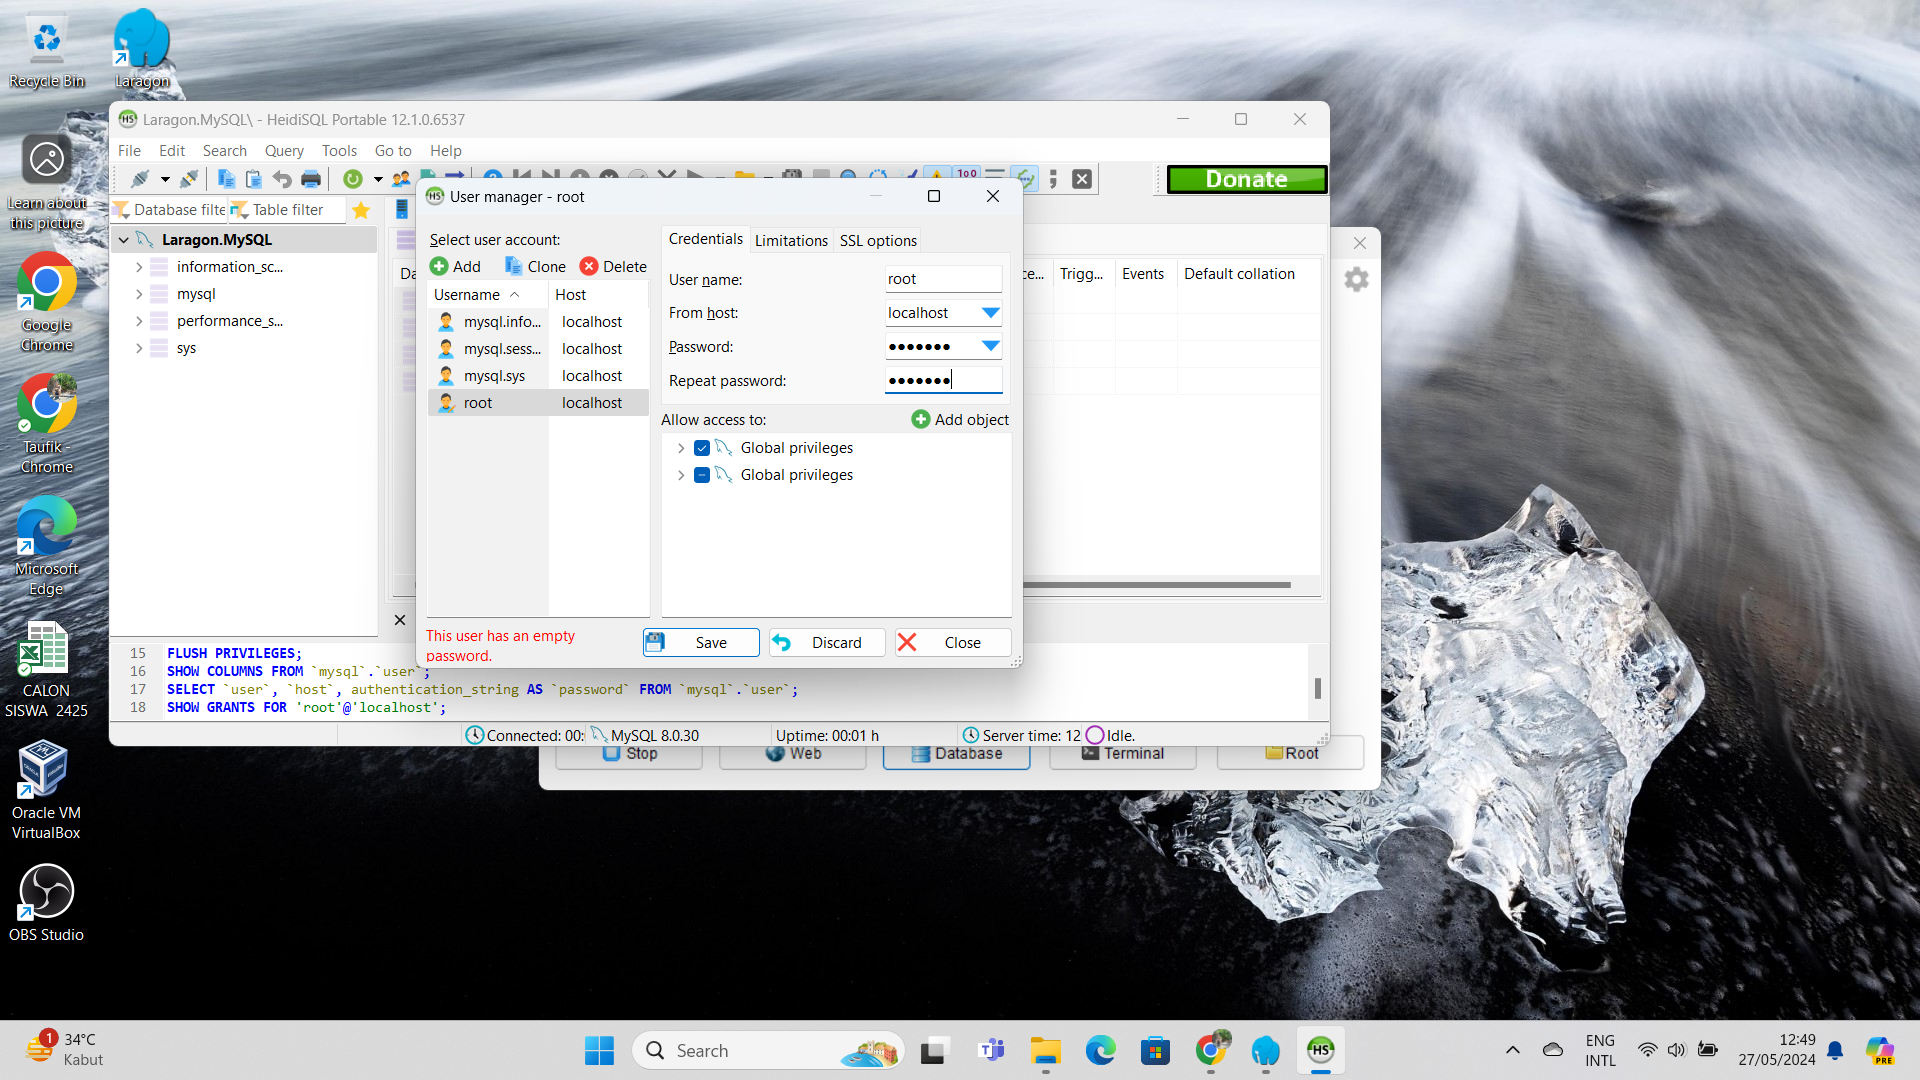 Recycle Bin
Laragon
Learn about
this picture
Google
Chrome
Taufik -
Chrome
Microsoft
Edge
CALON
SISWA 2425
Oracle VM
VirtualBox
OBS Studio
Laragon.MySQL\ - HeidiSQL Portable 12.1.0.6537
File Edit Search Query Tools Go to Help
Donate
Database filte Table filter
Laragon.MySQL
information_sc...
mysql
performance_s...
sys
Trigg... Events Default collation
User manager - root
Select user account:
Add Clone Delete
Username Host
mysql.info... localhost
mysql.sess... localhost
mysql.sys localhost
root localhost
Credentials Limitations SSL options
User name: root
From host: localhost
Password: ●●●●●●●
Repeat password: ●●●●●●●
Allow access to: Add object
Global privileges
Global privileges
This user has an empty
password.
Save Discard Close
15 FLUSH PRIVILEGES;
16 SHOW COLUMNS FROM `mysql`.`user`;
17 SELECT `user`, `host`, authentication_string AS `password` FROM `mysql`.`user`;
18 SHOW GRANTS FOR 'root'@'localhost';
Connected: 00: MySQL 8.0.30 Uptime: 00:01 h Server time: 12 Idle.
Stop Web Database Terminal Root
1 34°C
Kabut
Search
HS
ENG
INTL
12:49
27/05/2024
PRE